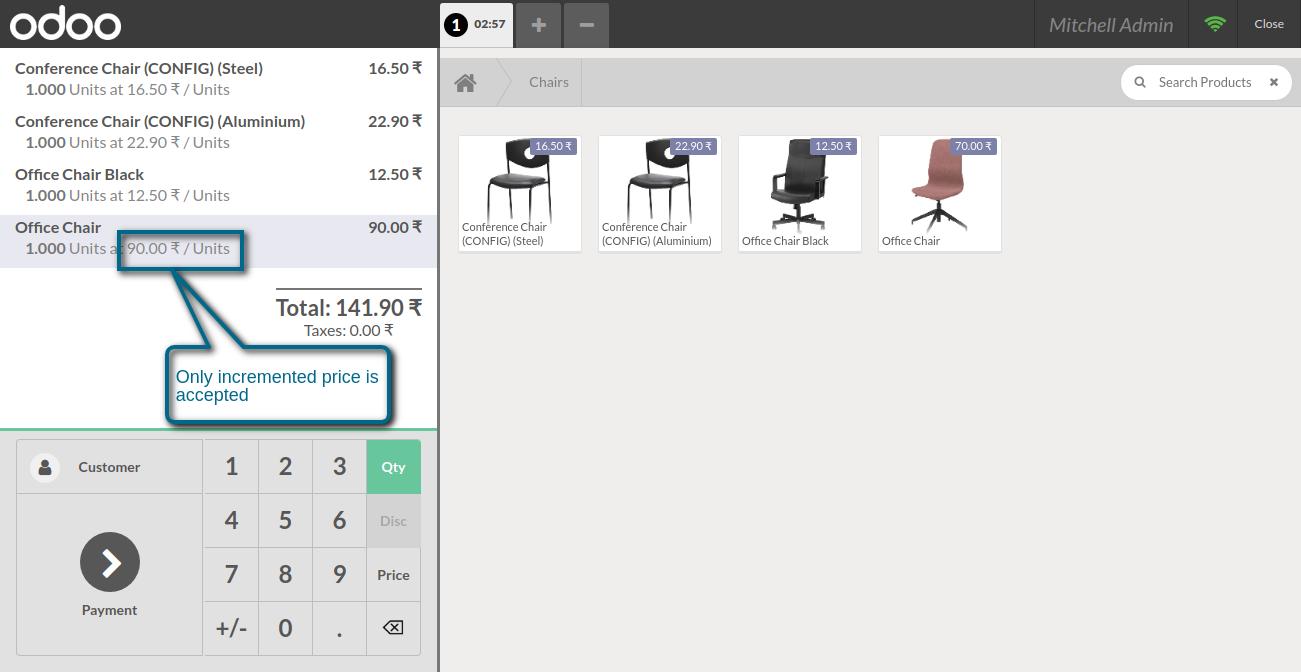 odoo
1 02:57
+
−
Mitchell Admin
Close
Conference Chair (CONFIG) (Steel) 16.50 ₹
1.000 Units at 16.50 ₹ / Units
Conference Chair (CONFIG) (Aluminium) 22.90 ₹
1.000 Units at 22.90 ₹ / Units
Office Chair Black 12.50 ₹
1.000 Units at 12.50 ₹ / Units
Office Chair 90.00 ₹
1.000 Units at 90.00 ₹ / Units
Total: 141.90 ₹
Taxes: 0.00 ₹
Only incremented price is
accepted
Customer
Payment
1 2 3 Qty
4 5 6 Disc
7 8 9 Price
+/- 0 .
Chairs
Search Products
16.50 ₹
Conference Chair
(CONFIG) (Steel)
22.90 ₹
Conference Chair
(CONFIG) (Aluminium)
12.50 ₹
Office Chair Black
70.00 ₹
Office Chair